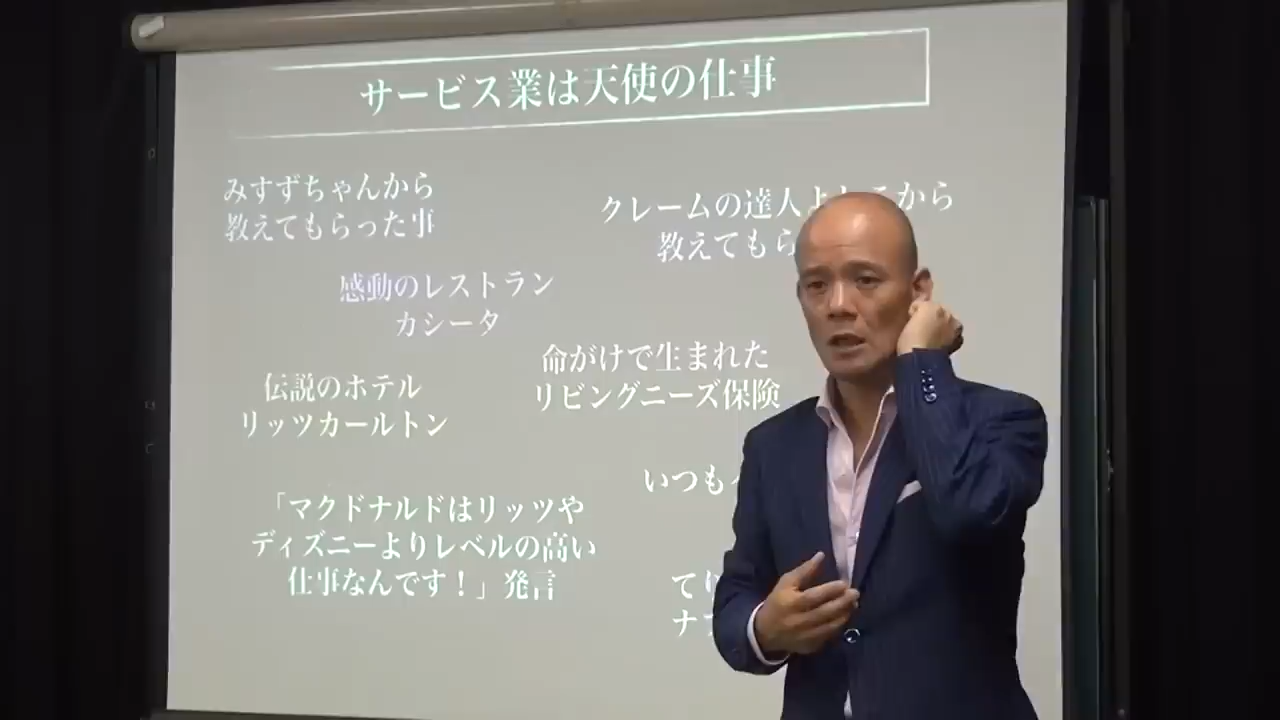 サービス業は天使の仕事
みすずちゃんから
教えてもらった事
クレームの達人
から
教えてもら
感動のレストラン
カシータ
命がけで生まれた
リビングニーズ保険
伝説のホテル
リッツカールトン
いつも
「マクドナルドはリッツや
ディズニーよりレベルの高い
仕事なんです！」発言